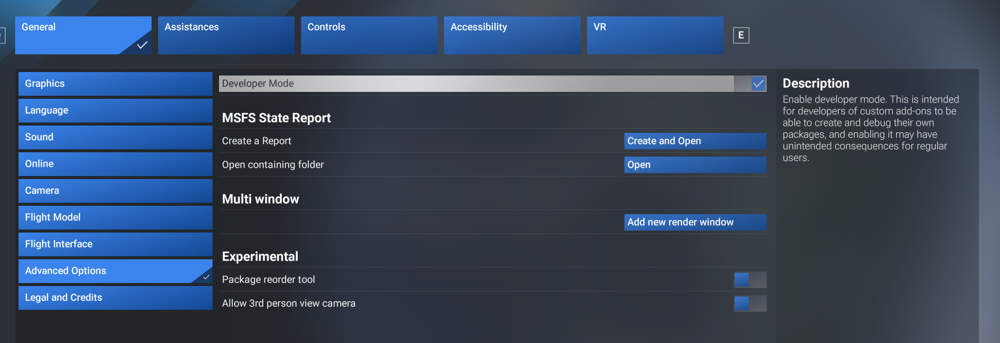 General
Assistances
Controls
Accessibility
VR
E
Graphics
Language
Sound
Online
Camera
Flight Model
Flight Interface
Advanced Options
Legal and Credits
Developer Mode
MSFS State Report
Create a Report
Create and Open
Open containing folder
Open
Multi window
Add new render window
Experimental
Package reorder tool
Allow 3rd person view camera
Description
Enable developer mode. This is intended
for developers of custom add-ons to be
able to create and debug their own
packages, and enabling it may have
unintended consequences for regular
users.